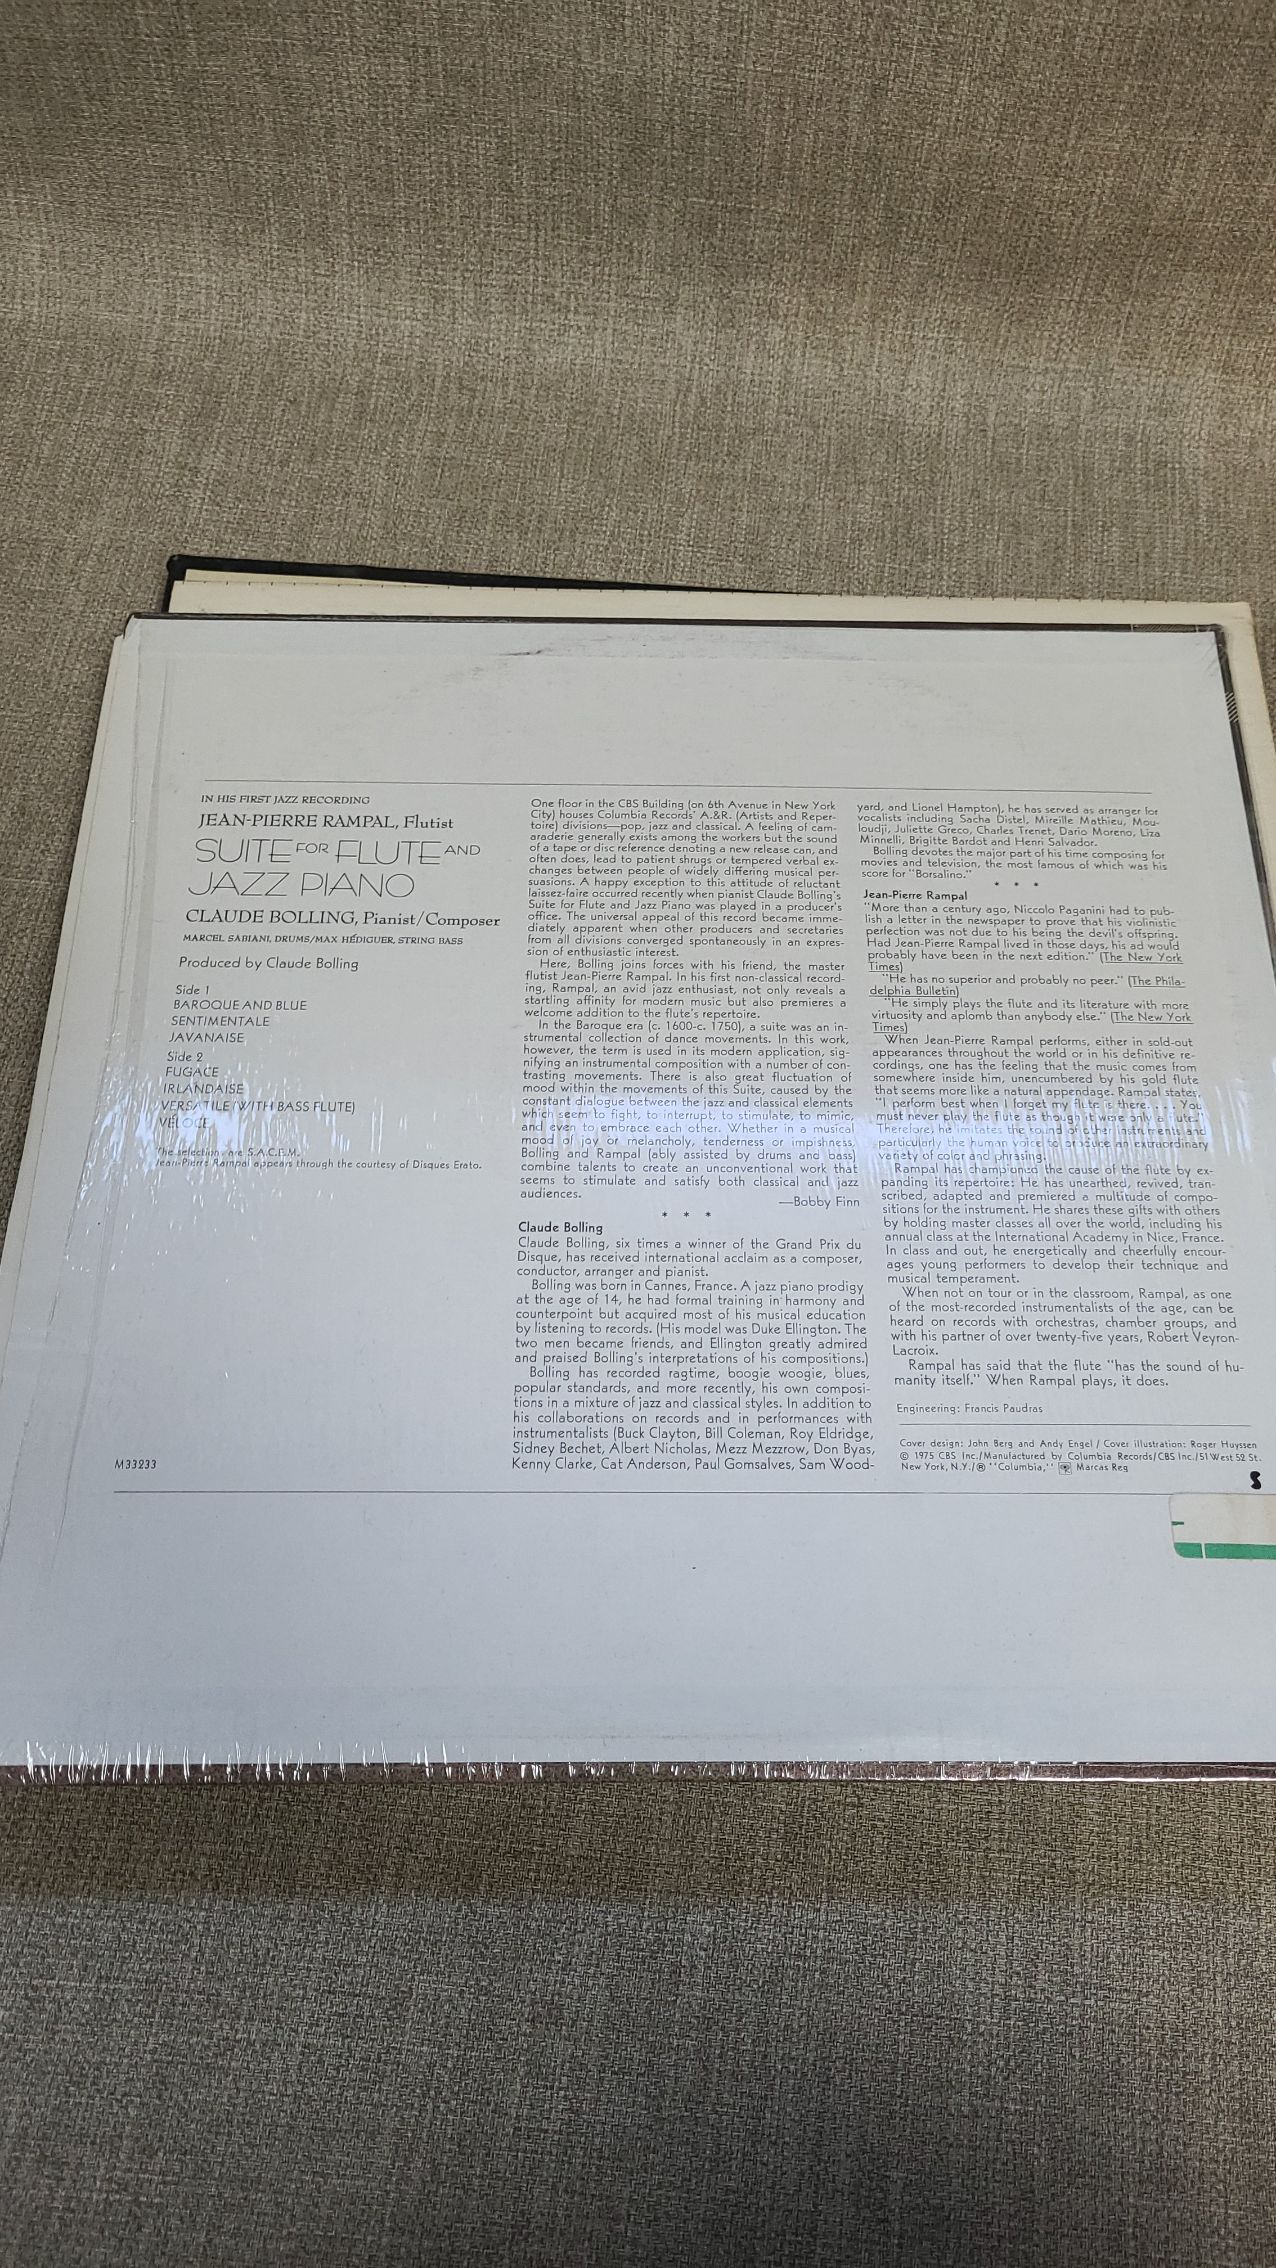 IN HIS FIRST JAZZ RECORDING
JEAN-PIERRE RAMPAL, Flutist
SUITE FOR FLUTE AND
JAZZ PIANO
CLAUDE BOLLING, Pianist/Composer
MARCEL SABIANI, DRUMS/MAX HÉDIGUER, STRING BASS
Produced by Claude Bolling
Side 1
BAROQUE AND BLUE
SENTIMENTALE
JAVANAISE
Side 2
FUGACE
IRLANDAISE
VERSATILE (WITH BASS FLUTE)
VELOCE
The selections are S.A.C.E.M.
Jean-Pierre Rampal appears through the courtesy of Disques Erato.
M 33233
One floor in the CBS Building (on 6th Avenue in New York
City) houses Columbia Records' A.&R. (Artists and Reper-
toire) divisions—pop, jazz and classical. A feeling of cam-
araderie generally exists among the workers but the sound
of a tape or disc reference denoting a new release can, and
often does, lead to patient shrugs or tempered verbal ex-
changes between people of widely differing musical per-
suasions. A happy exception to this attitude of reluctant
laissez-faire occurred recently when pianist Claude Bolling's
Suite for Flute and Jazz Piano was played in a producer's
office. The universal appeal of this record became imme-
diately apparent when other producers and secretaries
from all divisions converged spontaneously in an expres-
sion of enthusiastic interest.
Here, Bolling joins forces with his friend, the master
flutist Jean-Pierre Rampal. In his first non-classical record-
ing, Rampal, an avid jazz enthusiast, not only reveals a
startling affinity for modern music but also premieres a
welcome addition to the flute's repertoire.
In the Baroque era (c. 1600-c. 1750), a suite was an in-
strumental collection of dance movements. In this work,
however, the term is used in its modern application, sig-
nifying an instrumental composition with a number of con-
trasting movements. There is also great fluctuation of
mood within the movements of this Suite, caused by the
constant dialogue between the jazz and classical elements
which seem to fight, to interrupt, to stimulate, to mimic,
and even to embrace each other. Whether in a musical
mood of joy or melancholy, tenderness or impishness,
Bolling and Rampal (ably assisted by drums and bass)
combine talents to create an unconventional work that
seems to stimulate and satisfy both classical and jazz
audiences.
—Bobby Finn
* * *
Claude Bolling
Claude Bolling, six times a winner of the Grand Prix du
Disque, has received international acclaim as a composer,
conductor, arranger and pianist.
Bolling was born in Cannes, France. A jazz piano prodigy
at the age of 14, he had formal training in harmony and
counterpoint but acquired most of his musical education
by listening to records. (His model was Duke Ellington. The
two men became friends, and Ellington greatly admired
and praised Bolling's interpretations of his compositions.)
Bolling has recorded ragtime, boogie woogie, blues,
popular standards, and more recently, his own composi-
tions in a mixture of jazz and classical styles. In addition to
his collaborations on records and in performances with
instrumentalists (Buck Clayton, Bill Coleman, Roy Eldridge,
Sidney Bechet, Albert Nicholas, Mezz Mezzrow, Don Byas,
Kenny Clarke, Cat Anderson, Paul Gomsalves, Sam Wood-
yard, and Lionel Hampton), he has served as arranger for
vocalists including Sacha Distel, Mireille Mathieu, Mou-
loudji, Juliette Greco, Charles Trenet, Dario Moreno, Liza
Minnelli, Brigitte Bardot and Henri Salvador.
Bolling devotes the major part of his time composing for
movies and television, the most famous of which was his
score for "Borsalino."
* * *
Jean-Pierre Rampal
"More than a century ago, Niccolo Paganini had to pub-
lish a letter in the newspaper to prove that his violinistic
perfection was not due to his being the devil's offspring.
Had Jean-Pierre Rampal lived in those days, his ad would
probably have been in the next edition." (The New York
Times)
"He has no superior and probably no peer." (The Phila-
delphia Bulletin)
"He simply plays the flute and its literature with more
virtuosity and aplomb than anybody else." (The New York
Times)
When Jean-Pierre Rampal performs, either in sold-out
appearances throughout the world or in his definitive re-
cordings, one has the feeling that the music comes from
somewhere inside him, unencumbered by his gold flute
that seems more like a natural appendage. Rampal states,
"I perform best when I forget my flute is there. . . . You
must never play the flute as though it were only a flute."
Therefore, he imitates the sound of other instruments and
particularly the human voice to produce an extraordinary
variety of color and phrasing.
Rampal has championed the cause of the flute by ex-
panding its repertoire: He has unearthed, revived, tran-
scribed, adapted and premiered a multitude of compo-
sitions for the instrument. He shares these gifts with others
by holding master classes all over the world, including his
annual class at the International Academy in Nice, France.
In class and out, he energetically and cheerfully encour-
ages young performers to develop their technique and
musical temperament.
When not on tour or in the classroom, Rampal, as one
of the most-recorded instrumentalists of the age, can be
heard on records with orchestras, chamber groups, and
with his partner of over twenty-five years, Robert Veyron-
Lacroix.
Rampal has said that the flute "has the sound of hu-
manity itself." When Rampal plays, it does.
Engineering: Francis Paudras
Cover design: John Berg and Andy Engel / Cover illustration: Roger Huyssen
© 1975 CBS Inc./Manufactured by Columbia Records/CBS Inc./51 West 52 St.
New York, N.Y./® "Columbia," Marcas Reg
S